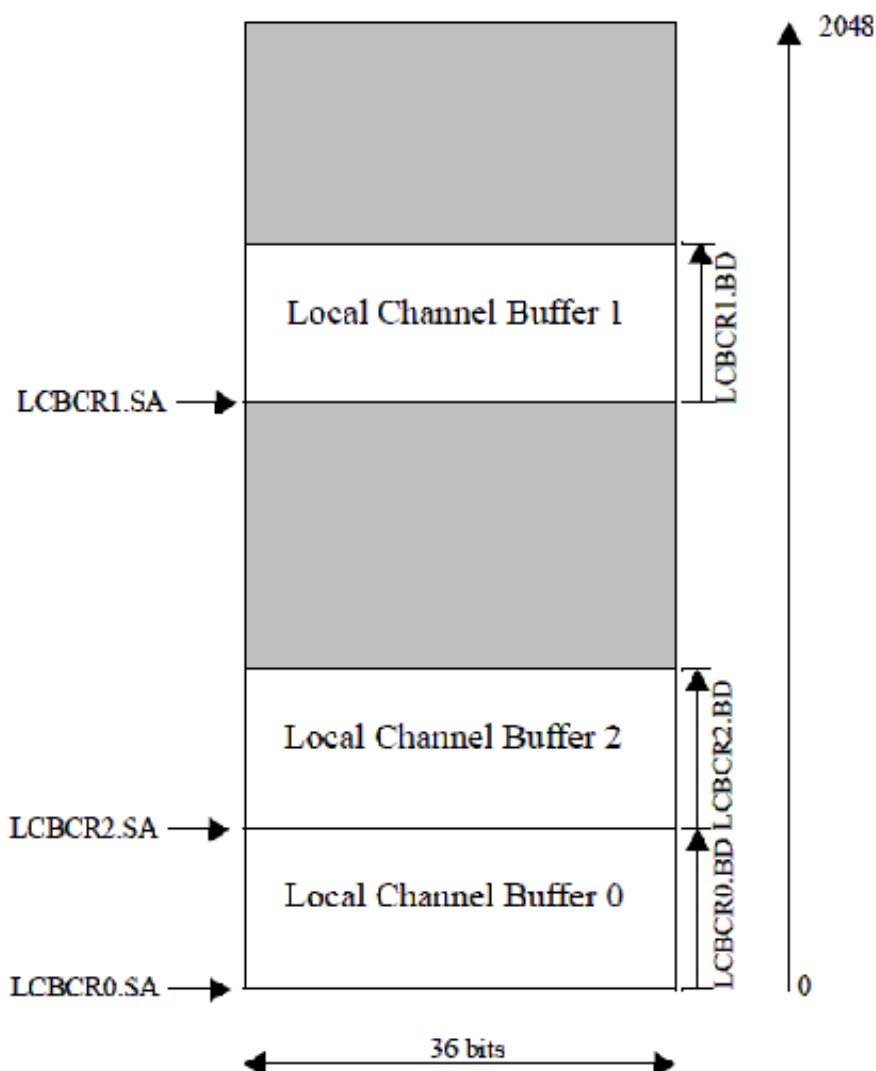 2048
Local Channel Buffer 1
LCBCR1.BD
LCBCR1.SA
Local Channel Buffer 2
LCBCR2.BD
LCBCR2.SA
Local Channel Buffer 0
LCBCR0.BD
LCBCR0.SA
0
36 bits